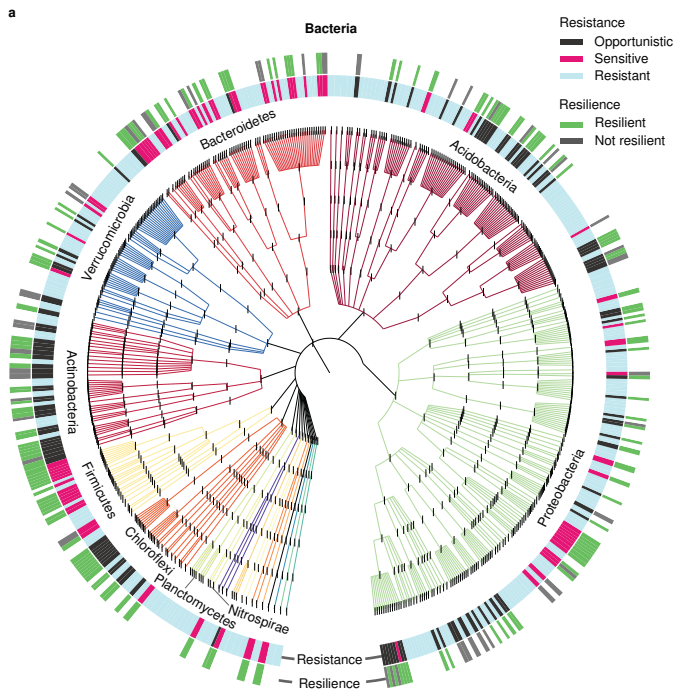 a
Bacteria
Resistance
Opportunistic
Sensitive
Resistant
Resilience
Resilient
Not resilient
Bacteroidetes
Acidobacteria
Verrucomicrobia
Actinobacteria
Firmicutes
Chloroflexi
Planctomycetes
Nitrospirae
Proteobacteria
Resistance
Resilience